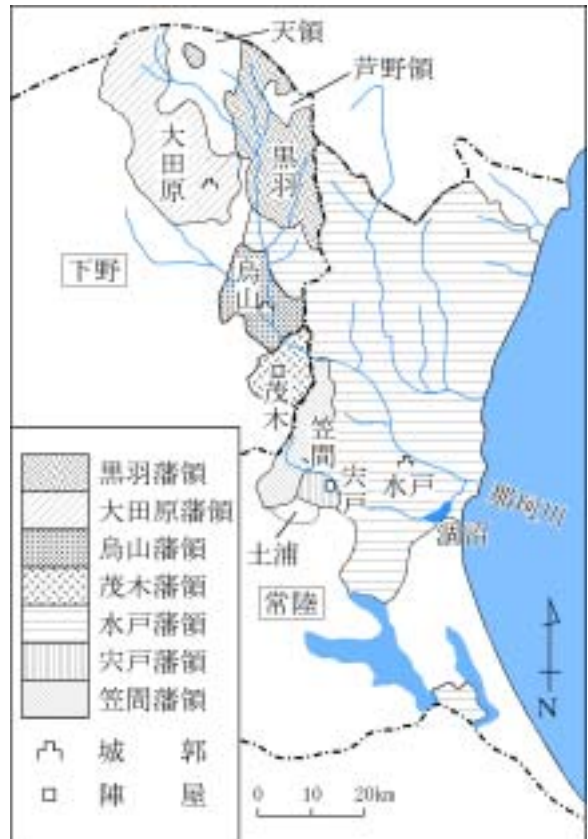 天領
芦野領
大田原
黒羽
下野
烏山
茂木
笠間
宍戸
水戸
那珂川
涸沼
土浦
常陸
黒羽藩領
大田原藩領
烏山藩領
茂木藩領
水戸藩領
宍戸藩領
笠間藩領
城 郭
陣 屋
N
0 10 20km